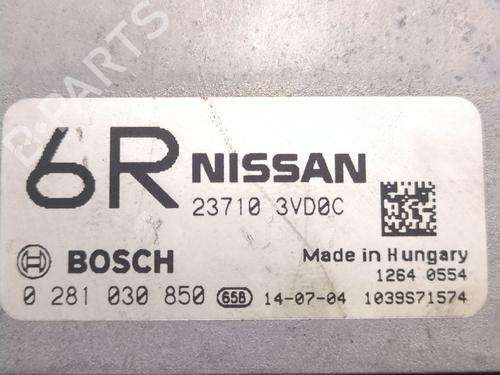 6R NISSAN
23710 3VD0C
BOSCH
Made in Hungary
1264 0554
0 281 030 850 658 14-07-04 1039S71574
B-PARTS